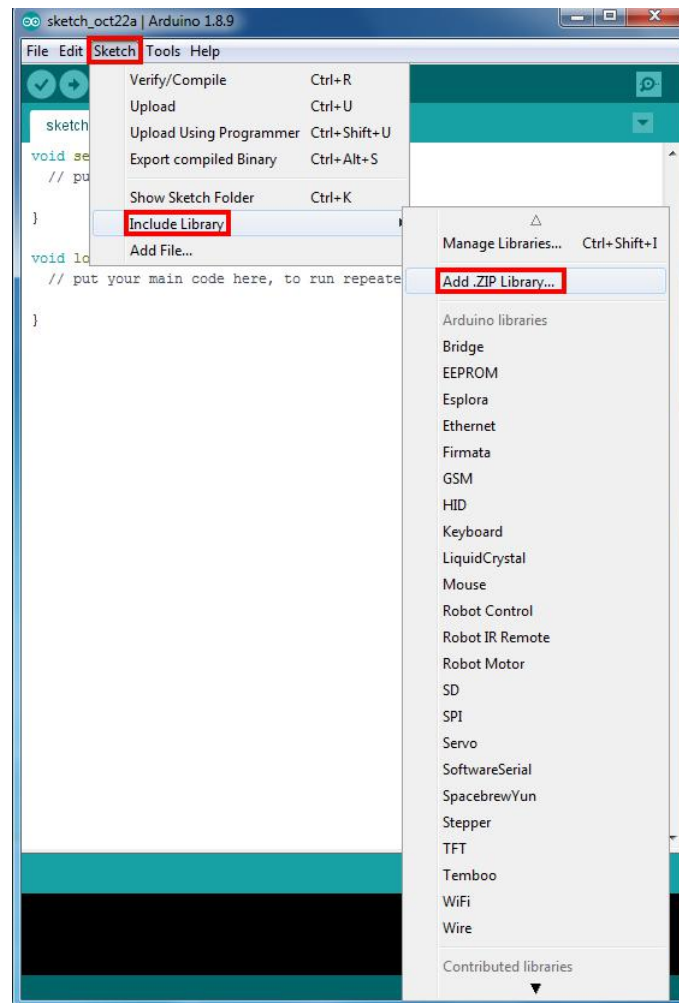 sketch_oct22a | Arduino 1.8.9
File Edit Sketch Tools Help
Verify/Compile Ctrl+R
Upload Ctrl+U
sketch
Upload Using Programmer Ctrl+Shift+U
void se
Export compiled Binary Ctrl+Alt+S
// pu
Show Sketch Folder Ctrl+K
}
Include Library
Add File...
void lo
// put your main code here, to run repeate
}
Manage Libraries... Ctrl+Shift+I
Add .ZIP Library...
Arduino libraries
Bridge
EEPROM
Esplora
Ethernet
Firmata
GSM
HID
Keyboard
LiquidCrystal
Mouse
Robot Control
Robot IR Remote
Robot Motor
SD
SPI
Servo
SoftwareSerial
SpacebrewYun
Stepper
TFT
Temboo
WiFi
Wire
Contributed libraries